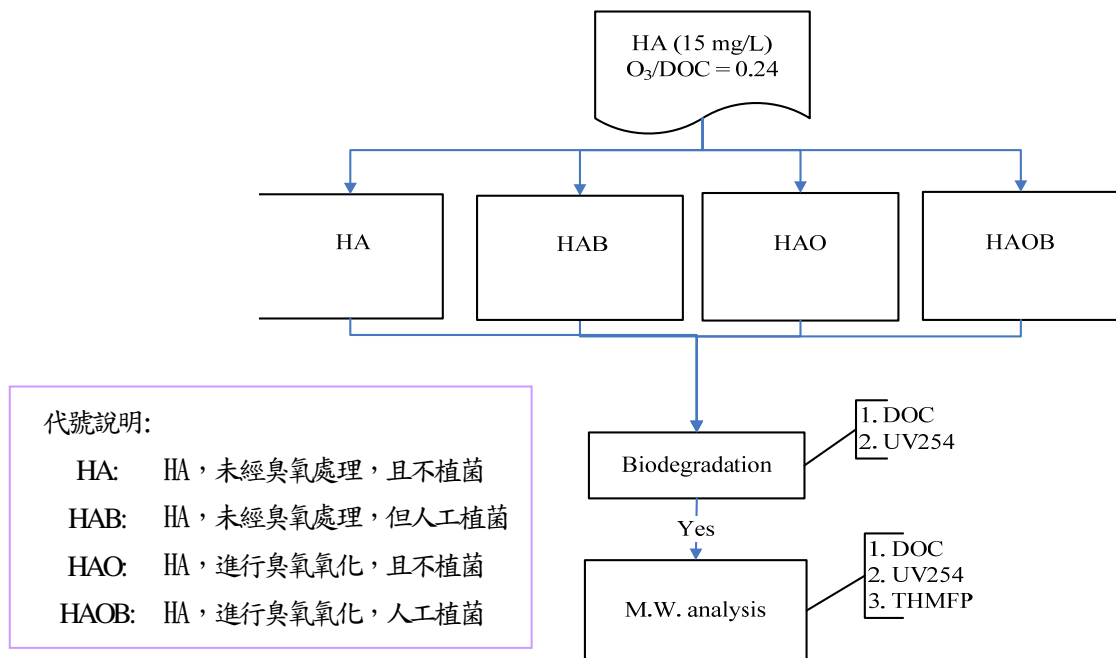 HA (15 mg/L)
O₃/DOC = 0.24
HA
HAB
HAO
HAOB
代號說明:
HA: HA，未經臭氧處理，且不植菌
HAB: HA，未經臭氧處理，但人工植菌
HAO: HA，進行臭氧氧化，且不植菌
HAOB: HA，進行臭氧氧化，人工植菌
Biodegradation
1. DOC
2. UV254
Yes
M.W. analysis
1. DOC
2. UV254
3. THMFP